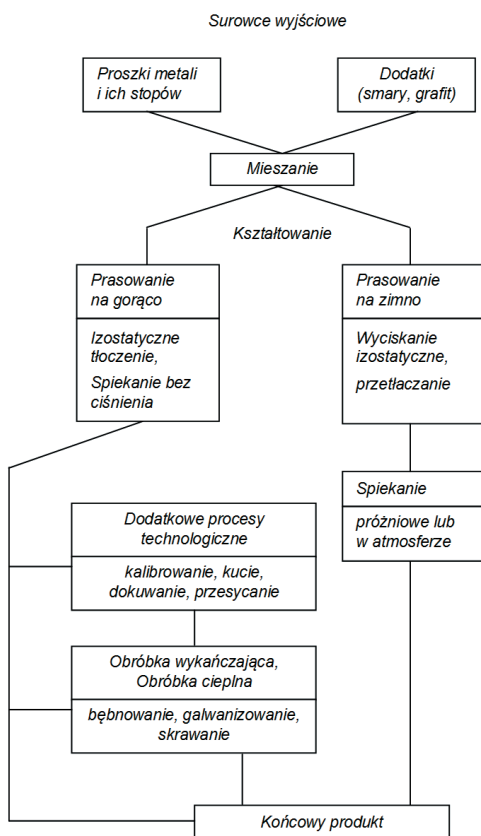 Surowce wyjściowe
Proszki metali
i ich stopów
Dodatki
(smary, grafit)
Mieszanie
Kształtowanie
Prasowanie
na gorąco
Izostatyczne
tłoczenie,
Spiekanie bez
ciśnienia
Prasowanie
na zimno
Wyciskanie
izostatyczne,
przetłaczanie
Spiekanie
próżniowe lub
w atmosferze
Dodatkowe procesy
technologiczne
kalibrowanie, kucie,
dokuwanie, przesycanie
Obróbka wykańczająca,
Obróbka cieplna
bębnowanie, galwanizowanie,
skrawanie
Końcowy produkt